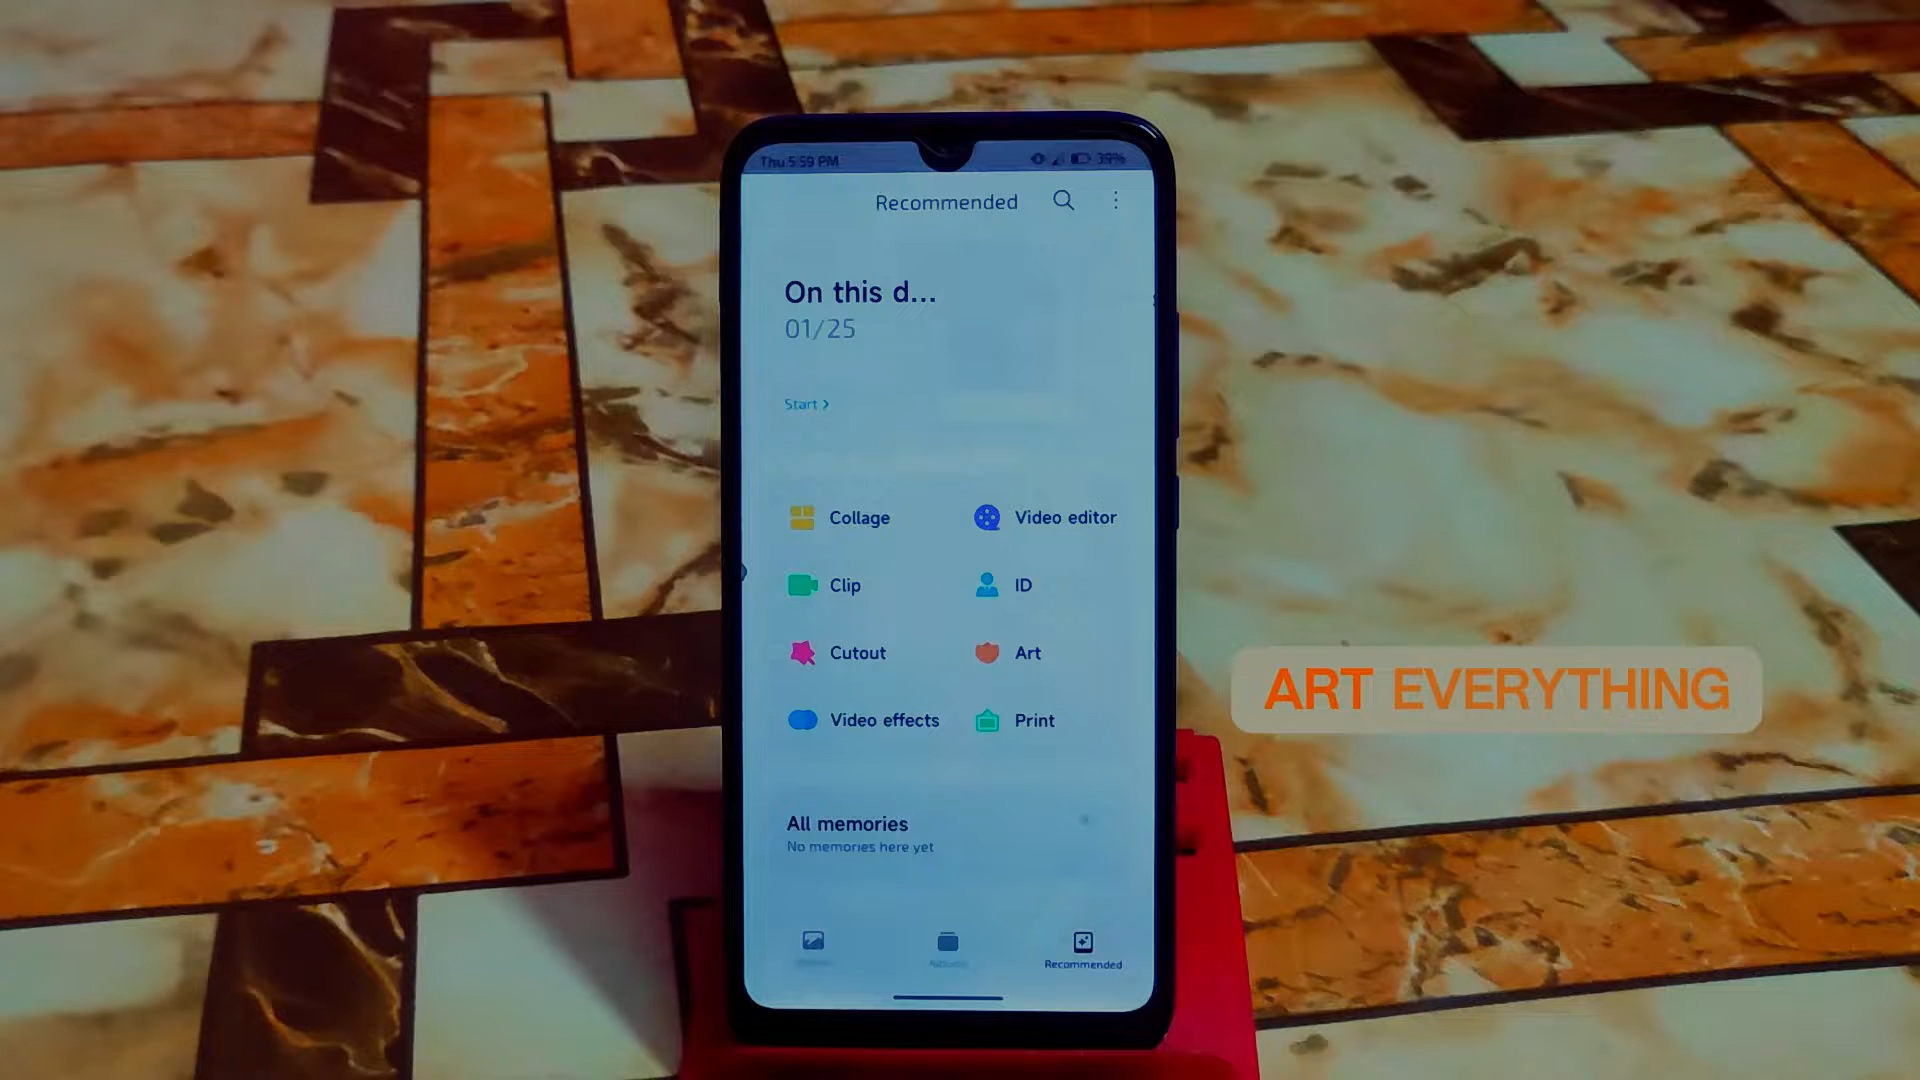 Thu 5:59 PM
39%
Recommended
On this d...
01/25
Start >
Collage
Video editor
Clip
ID
Cutout
Art
Video effects
Print
ART EVERYTHING
All memories
No memories here yet
Recommended